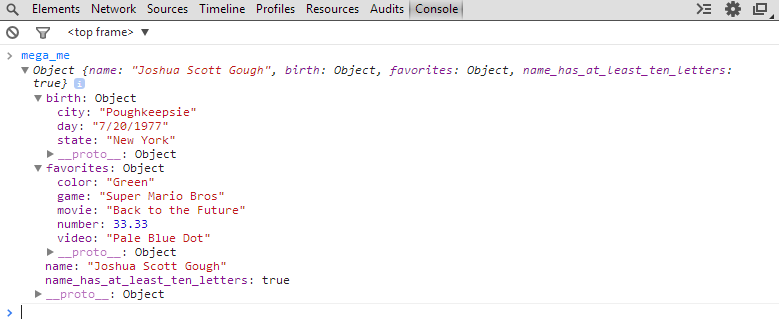 Elements Network Sources Timeline Profiles Resources Audits Console
<top frame> ▼
> mega_me
▼ Object {name: "Joshua Scott Gough", birth: Object, favorites: Object, name_has_at_least_ten_letters:
true} i
▼ birth: Object
city: "Poughkeepsie"
day: "7/20/1977"
state: "New York"
▶ __proto__: Object
▼ favorites: Object
color: "Green"
game: "Super Mario Bros"
movie: "Back to the Future"
number: 33.33
video: "Pale Blue Dot"
▶ __proto__: Object
name: "Joshua Scott Gough"
name_has_at_least_ten_letters: true
▶ __proto__: Object
>